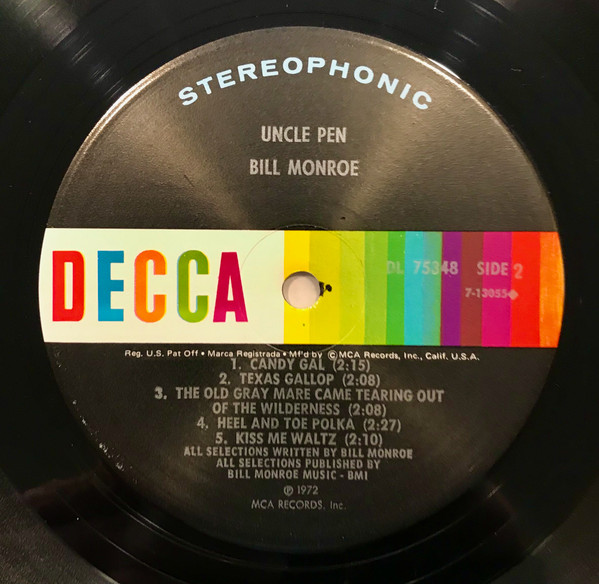 STEREOPHONIC
UNCLE PEN
BILL MONROE
DECCA
DL 75348 SIDE 2
7-13055◆
Reg. U.S. Pat Off • Marca Registrada • Mf'd by ©MCA Records, Inc., Calif. U.S.A.
1. CANDY GAL (2:15)
2. TEXAS GALLOP (2:08)
3. THE OLD GRAY MARE CAME TEARING OUT
OF THE WILDERNESS (2:08)
4. HEEL AND TOE POLKA (2:27)
5. KISS ME WALTZ (2:10)
ALL SELECTIONS WRITTEN BY BILL MONROE
ALL SELECTIONS PUBLISHED BY
BILL MONROE MUSIC - BMI
℗ 1972
MCA RECORDS, Inc.